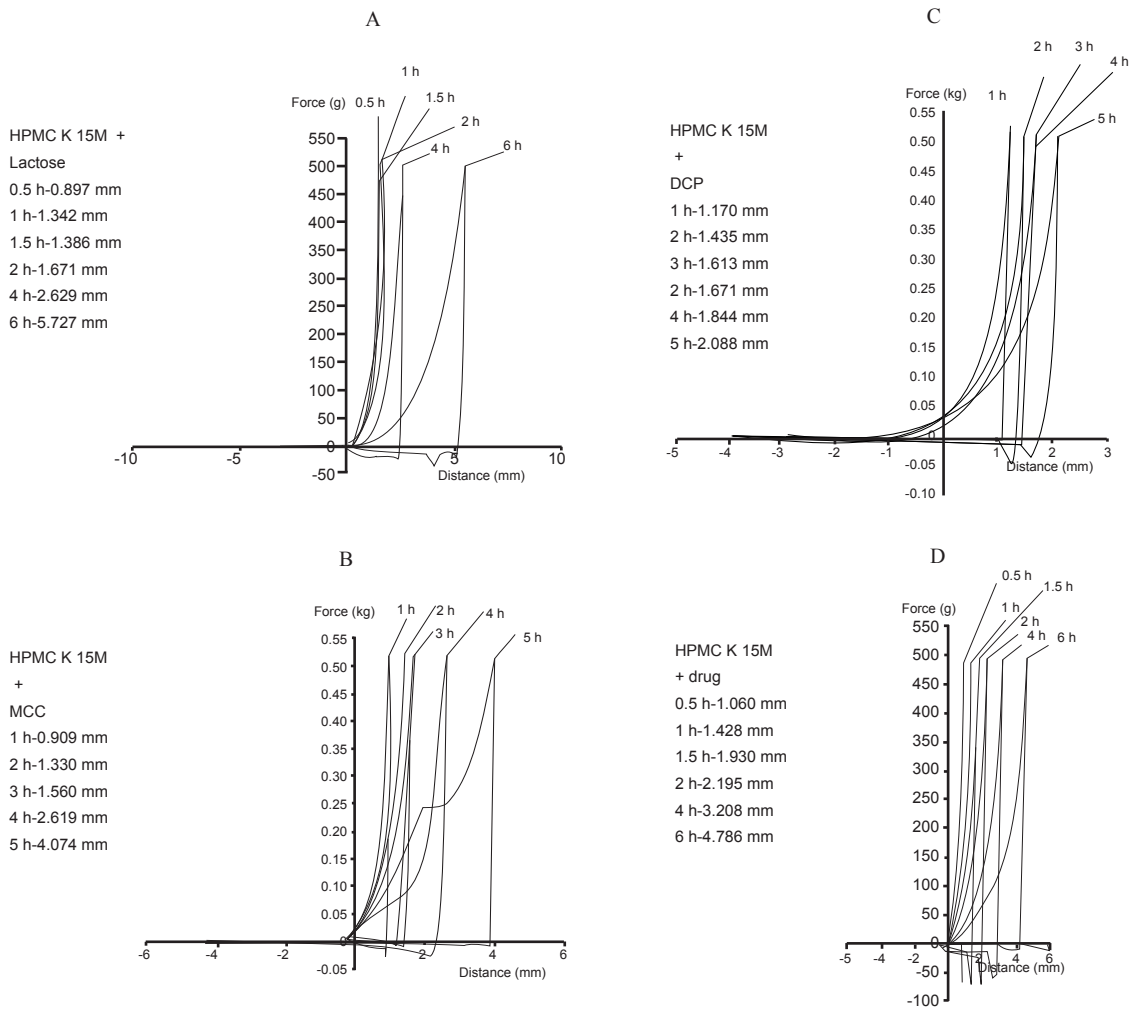 A
1 h
Force (g) 0.5 h 1.5 h
2 h
4 h
6 h
HPMC K 15M +
Lactose
0.5 h-0.897 mm
1 h-1.342 mm
1.5 h-1.386 mm
2 h-1.671 mm
4 h-2.629 mm
6 h-5.727 mm
550
500
450
400
350
300
250
200
150
100
50
0
-50
-10 -5 5 10
Distance (mm)
C
2 h 3 h
4 h
Force (kg) 1 h
5 h
HPMC K 15M
+
DCP
1 h-1.170 mm
2 h-1.435 mm
3 h-1.613 mm
2 h-1.671 mm
4 h-1.844 mm
5 h-2.088 mm
0.55
0.50
0.45
0.40
0.35
0.30
0.25
0.20
0.15
0.10
0.05
0
-0.05
-0.10
-5 -4 -3 -2 -1 1 2 3
Distance (mm)
B
Force (kg) 1 h 2 h 4 h
3 h
5 h
HPMC K 15M
+
MCC
1 h-0.909 mm
2 h-1.330 mm
3 h-1.560 mm
4 h-2.619 mm
5 h-4.074 mm
0.55
0.50
0.45
0.40
0.35
0.30
0.25
0.20
0.15
0.10
0.05
0
-0.05
-6 -4 -2 2 4 6
Distance (mm)
D
0.5 h
1.5 h
Force (g) 1 h
2 h
4 h 6 h
HPMC K 15M
+ drug
0.5 h-1.060 mm
1 h-1.428 mm
1.5 h-1.930 mm
2 h-2.195 mm
4 h-3.208 mm
6 h-4.786 mm
550
500
450
400
350
300
250
200
150
100
50
0
-50
-100
-5 -4 -2 2 4 6
Distance (mm)